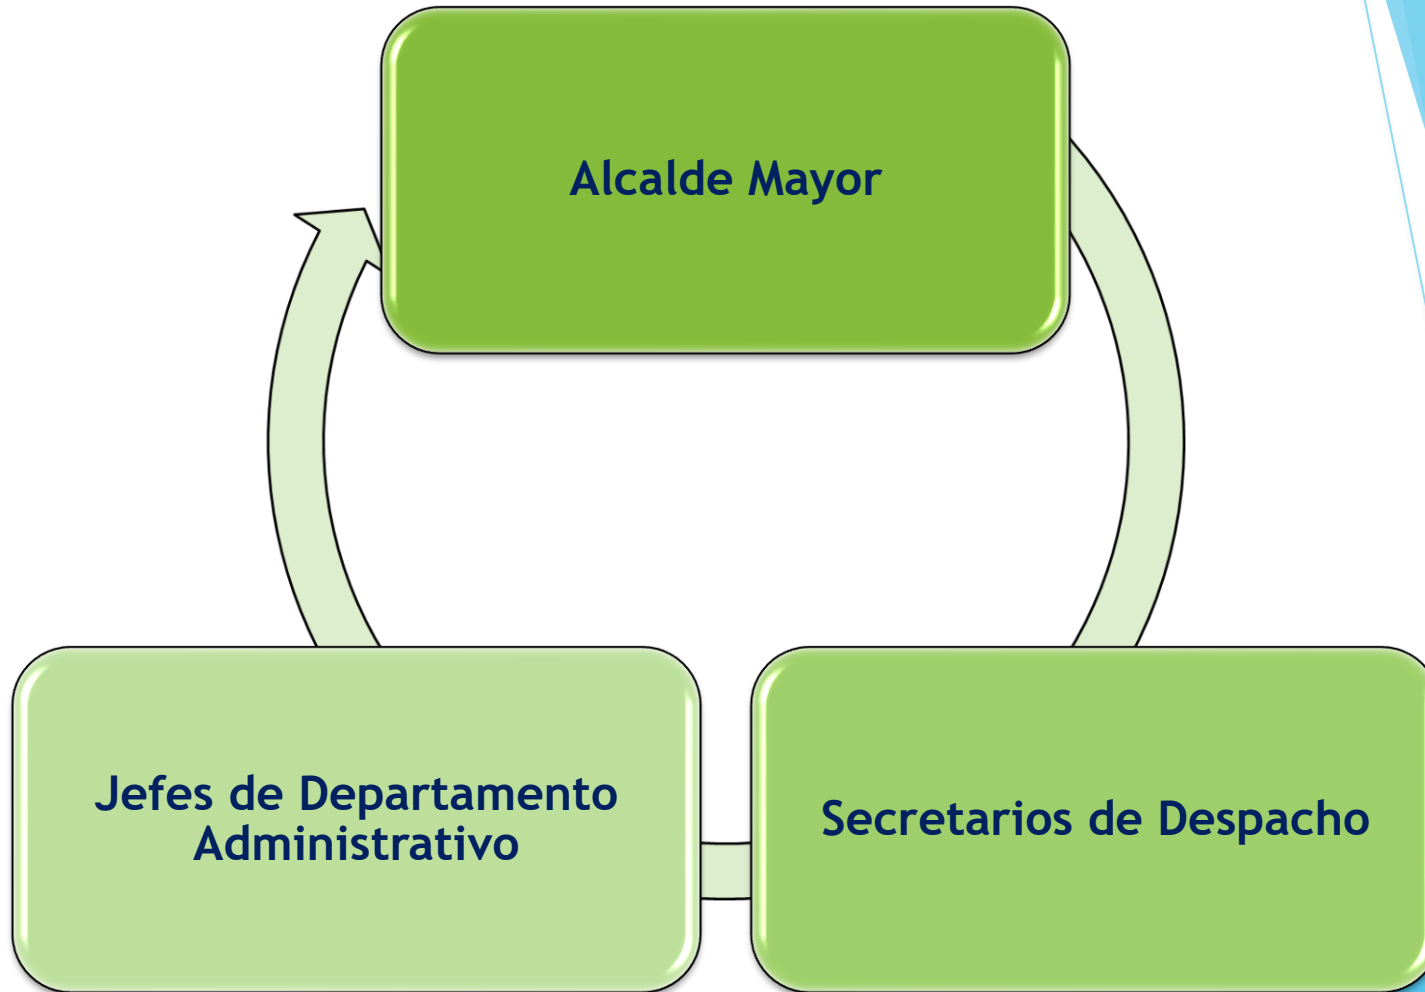 Alcalde Mayor
Jefes de Departamento
Administrativo
Secretarios de Despacho